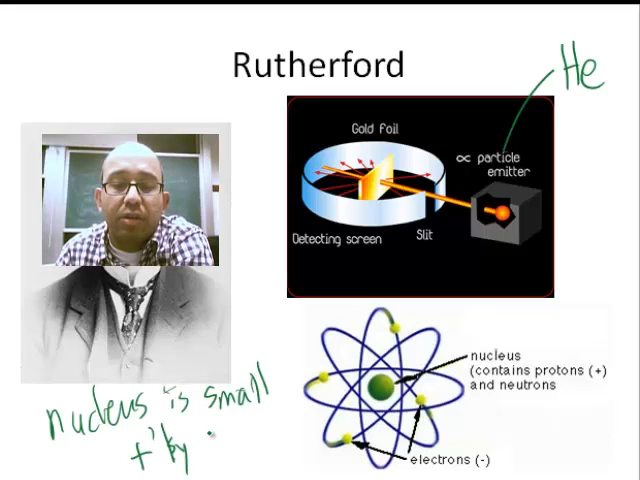 Rutherford
He
Gold foil
∝ particle
emitter
Detecting screen
Slit
nucleus
(contains protons (+)
and neutrons
electrons (-)
nucleus is small